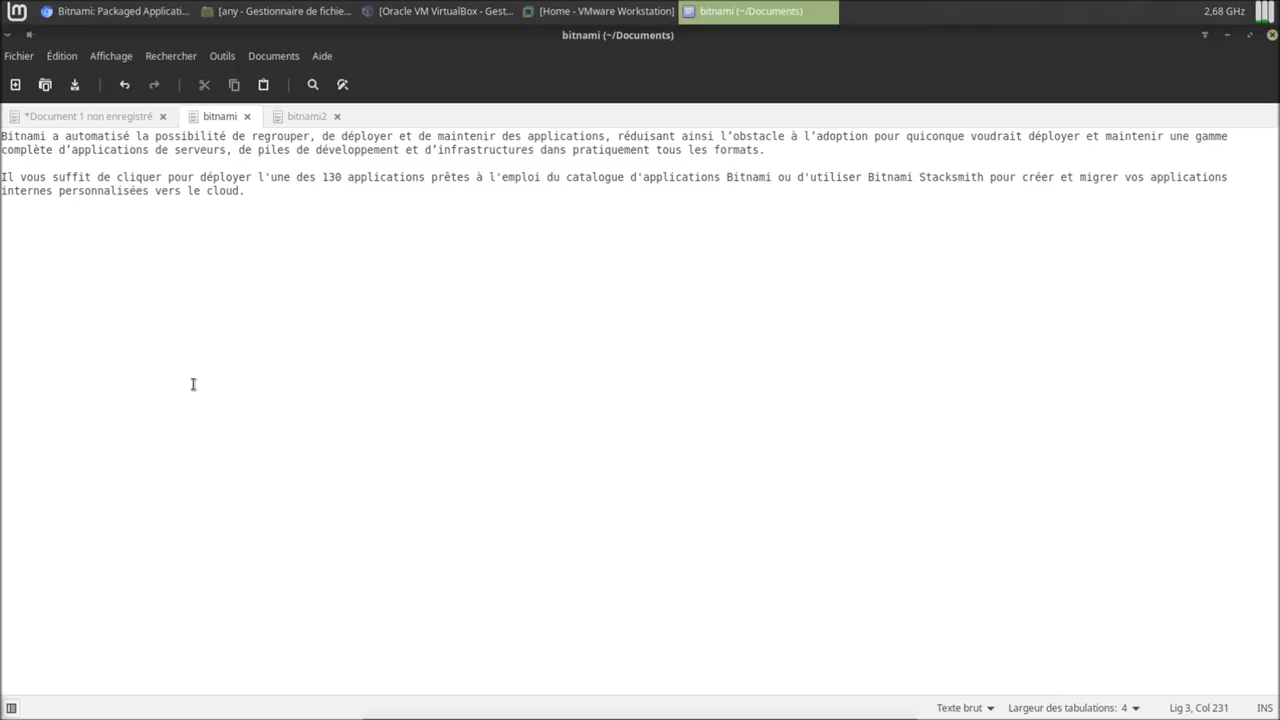 Bitnami: Packaged Applicati... [any - Gestionnaire de fichie... [Oracle VM VirtualBox - Gest... [Home - VMware Workstation] bitnami (~/Documents) 2,68 GHz
bitnami (~/Documents)
Fichier Édition Affichage Rechercher Outils Documents Aide
*Document 1 non enregistré bitnami bitnami2
Bitnami a automatisé la possibilité de regrouper, de déployer et de maintenir des applications, réduisant ainsi l’obstacle à l’adoption pour quiconque voudrait déployer et maintenir une gamme
complète d’applications de serveurs, de piles de développement et d’infrastructures dans pratiquement tous les formats.
Il vous suffit de cliquer pour déployer l'une des 130 applications prêtes à l'emploi du catalogue d'applications Bitnami ou d'utiliser Bitnami Stacksmith pour créer et migrer vos applications
internes personnalisées vers le cloud.
Texte brut Largeur des tabulations: 4 Lig 3, Col 231 INS